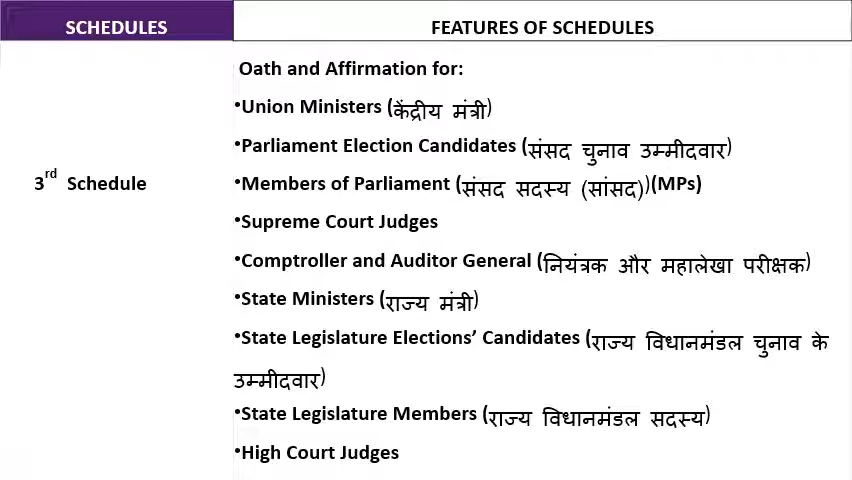 SCHEDULES FEATURES OF SCHEDULES
Oath and Affirmation for:
•Union Ministers (केंद्रीय मंत्री)
•Parliament Election Candidates (संसद चुनाव उम्मीदवार)
3rd Schedule
•Members of Parliament (संसद सदस्य (सांसद))(MPs)
•Supreme Court Judges
•Comptroller and Auditor General (नियंत्रक और महालेखा परीक्षक)
•State Ministers (राज्य मंत्री)
•State Legislature Elections’ Candidates (राज्य विधानमंडल चुनाव के
उम्मीदवार)
•State Legislature Members (राज्य विधानमंडल सदस्य)
•High Court Judges